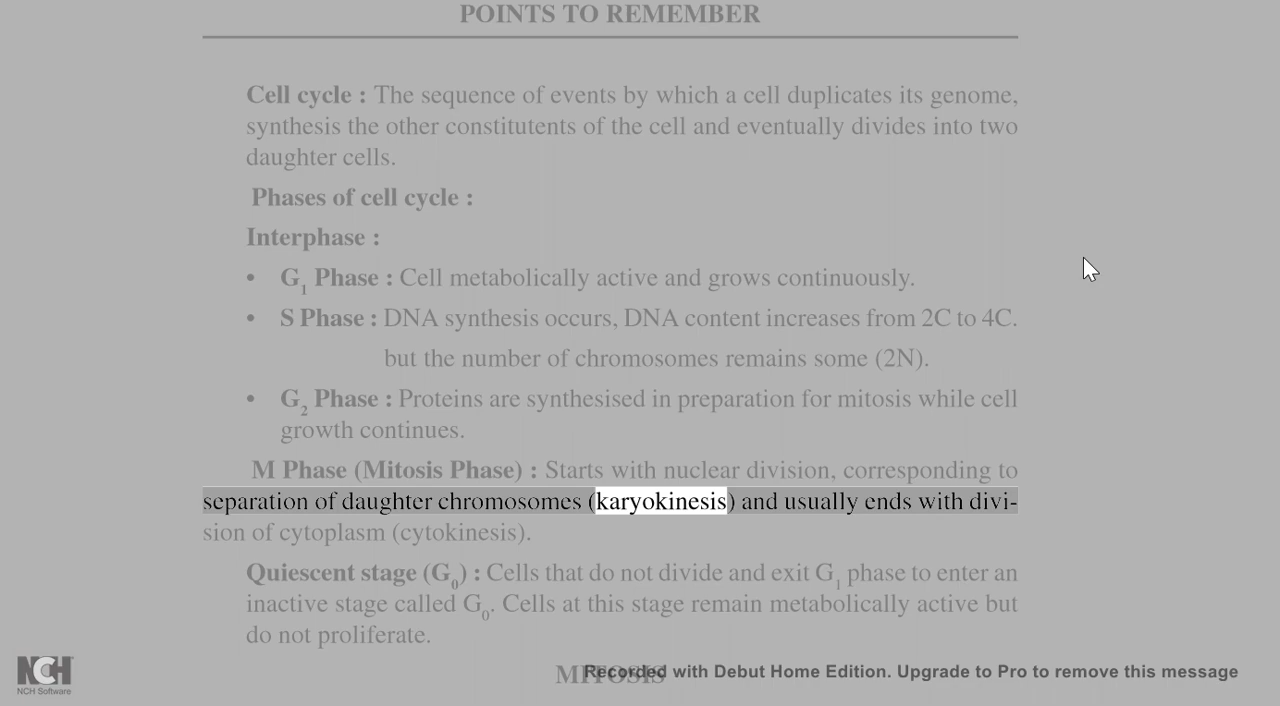 POINTS TO REMEMBER
Cell cycle : The sequence of events by which a cell duplicates its genome,
synthesis the other constitutents of the cell and eventually divides into two
daughter cells.
Phases of cell cycle :
Interphase :
• G₁ Phase : Cell metabolically active and grows continuously.
• S Phase : DNA synthesis occurs, DNA content increases from 2C to 4C.
but the number of chromosomes remains some (2N).
• G₂ Phase : Proteins are synthesised in preparation for mitosis while cell
growth continues.
M Phase (Mitosis Phase) : Starts with nuclear division, corresponding to
separation of daughter chromosomes (karyokinesis) and usually ends with divi-
sion of cytoplasm (cytokinesis).
Quiescent stage (G₀) : Cells that do not divide and exit G₁ phase to enter an
inactive stage called G₀. Cells at this stage remain metabolically active but
do not proliferate.
MITOSIS
Recorded with Debut Home Edition. Upgrade to Pro to remove this message
NCH
NCH Software